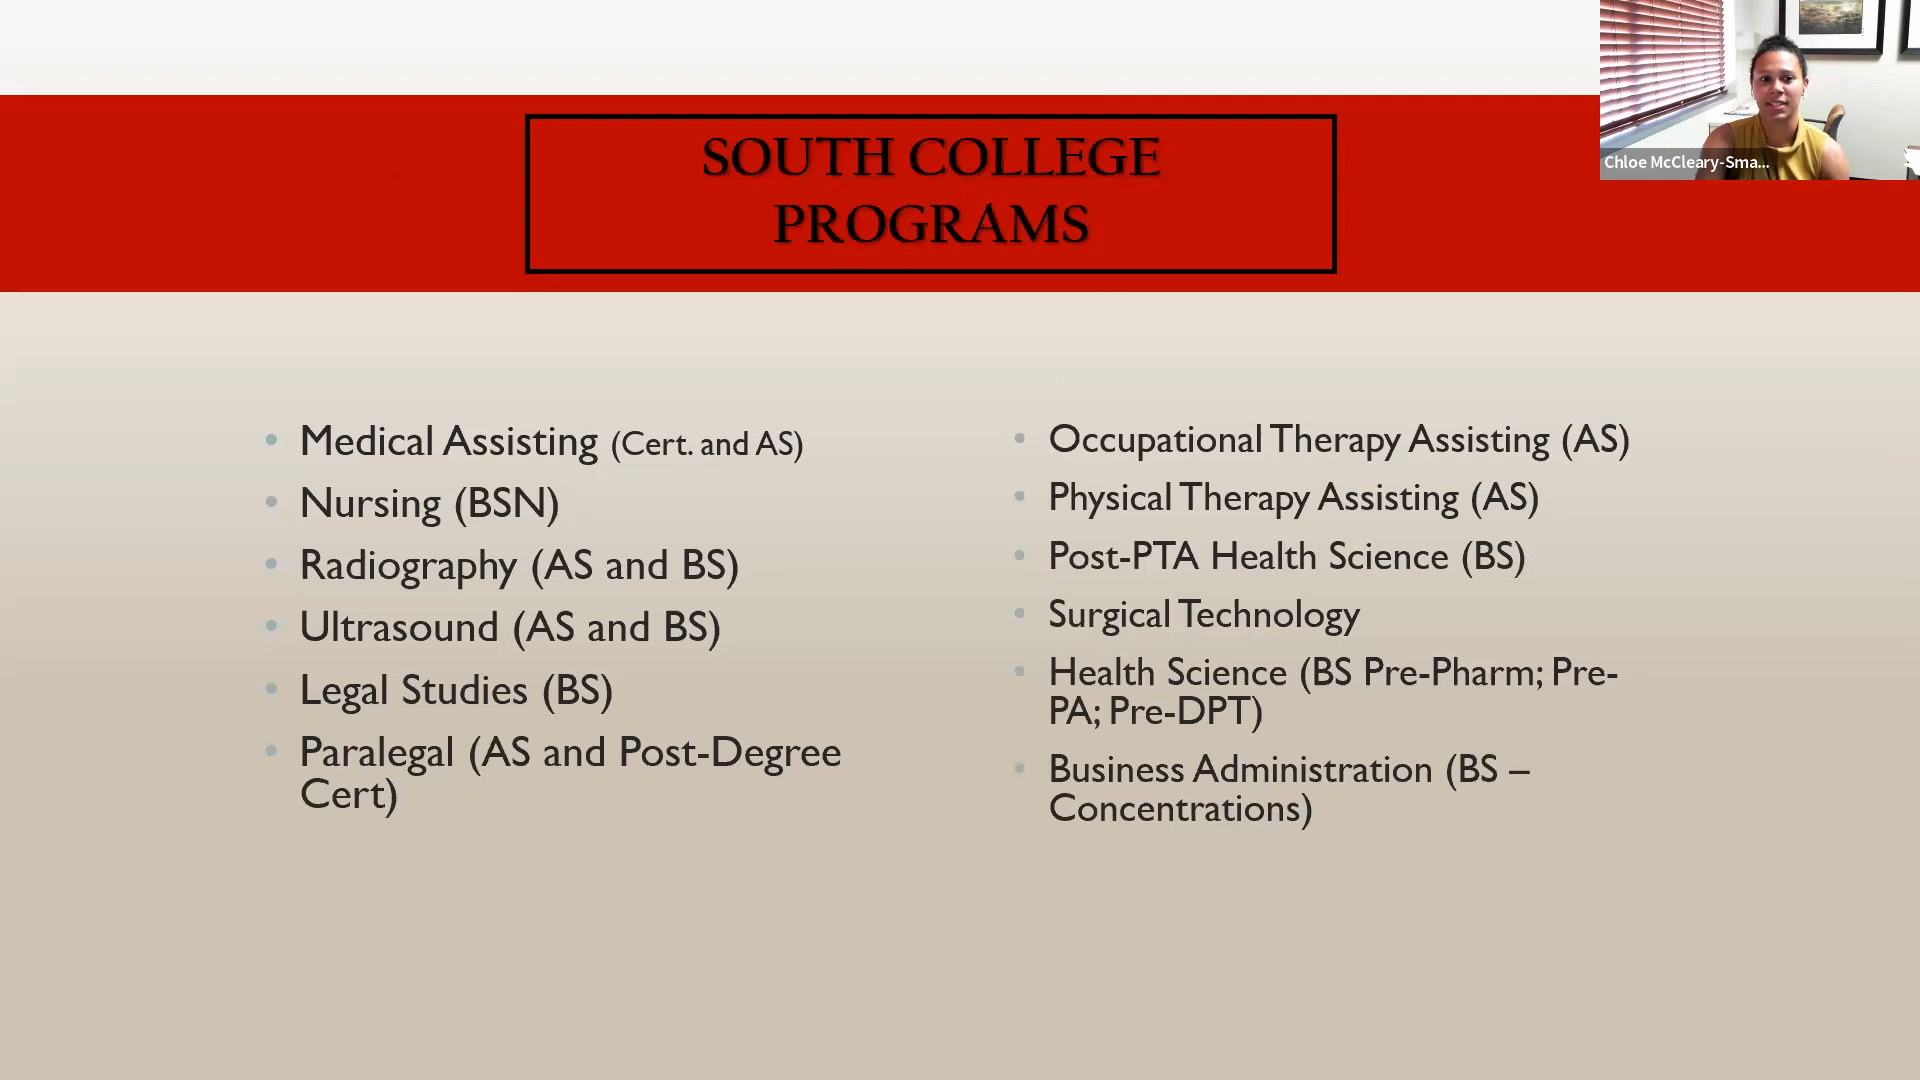 SOUTH COLLEGE
PROGRAMS
Chloe McCleary-Sma...
• Medical Assisting (Cert. and AS)
• Nursing (BSN)
• Radiography (AS and BS)
• Ultrasound (AS and BS)
• Legal Studies (BS)
• Paralegal (AS and Post-Degree
Cert)
• Occupational Therapy Assisting (AS)
• Physical Therapy Assisting (AS)
• Post-PTA Health Science (BS)
• Surgical Technology
• Health Science (BS Pre-Pharm; Pre-
PA; Pre-DPT)
• Business Administration (BS –
Concentrations)